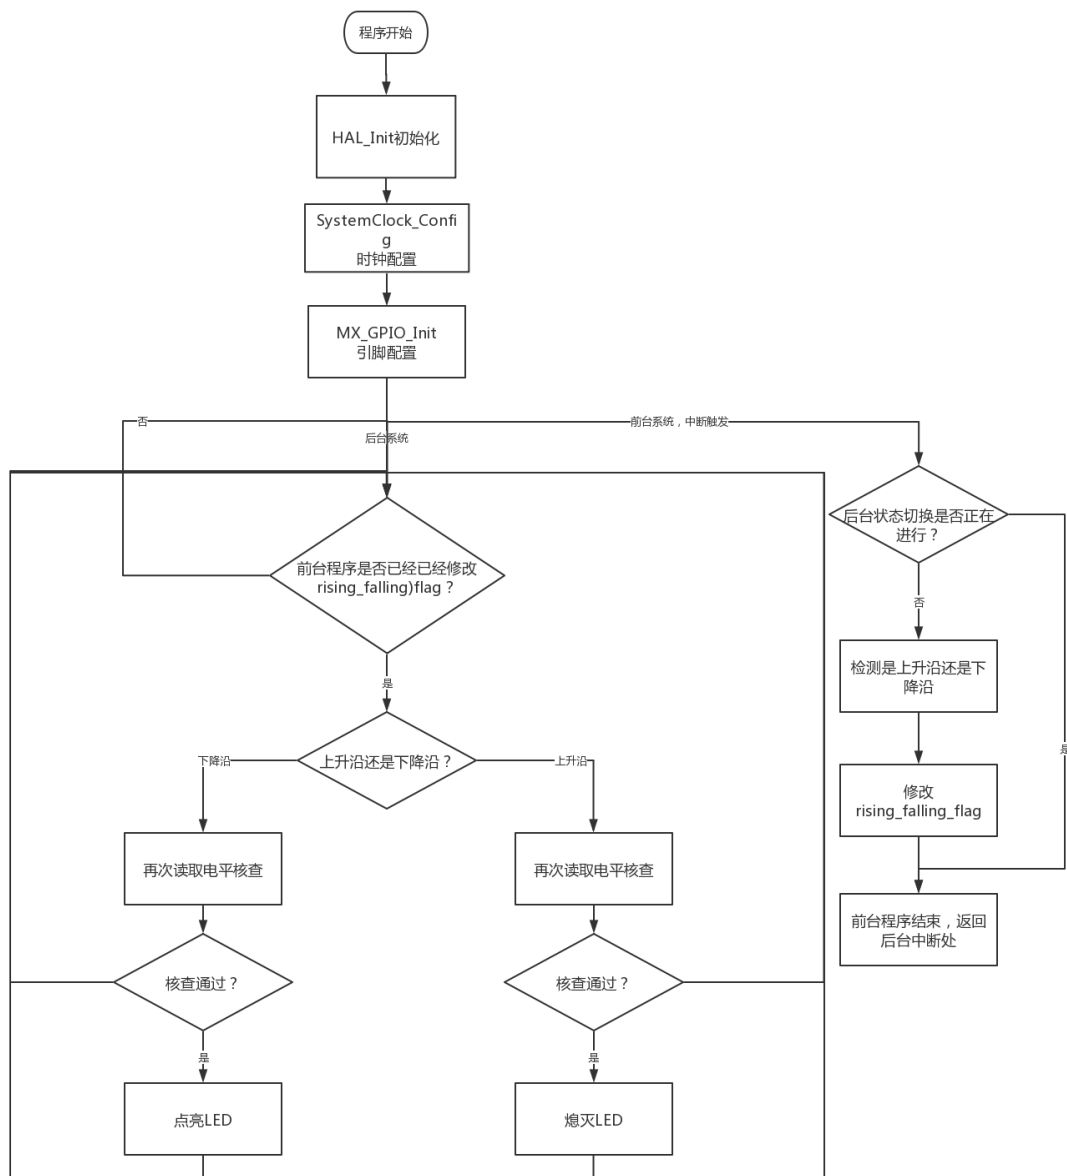 程序开始
HAL_Init初始化
SystemClock_Confi
g
时钟配置
MX_GPIO_Init
引脚配置
否
前台系统，中断触发
后台系统
后台状态切换是否正在
进行？
前台程序是否已经已经修改
rising_falling)flag？
否
检测是上升沿还是下
降沿
是
上升沿还是下降沿？
下降沿
上升沿
是
修改
rising_falling_flag
再次读取电平核查
再次读取电平核查
前台程序结束，返回
后台中断处
核查通过？
核查通过？
是
是
点亮LED
熄灭LED